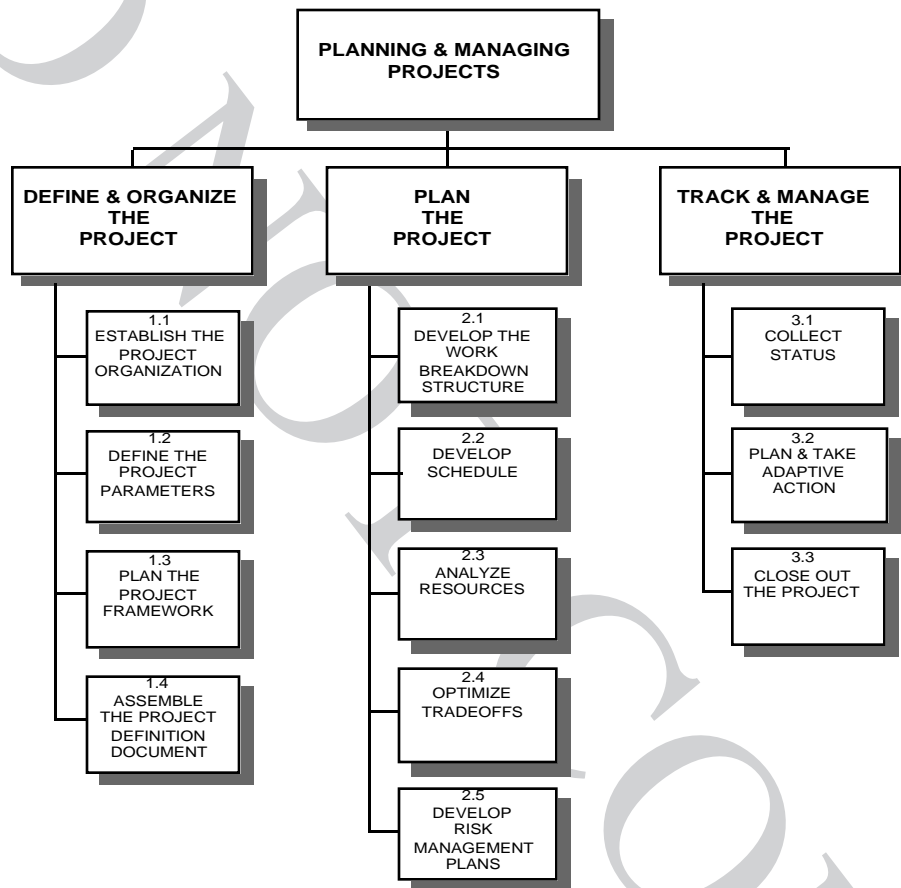 PLANNING & MANAGING
PROJECTS
DEFINE & ORGANIZE
THE
PROJECT
1.1
ESTABLISH THE
PROJECT
ORGANIZATION
1.2
DEFINE THE
PROJECT
PARAMETERS
1.3
PLAN THE
PROJECT
FRAMEWORK
1.4
ASSEMBLE
THE PROJECT
DEFINITION
DOCUMENT
PLAN
THE
PROJECT
2.1
DEVELOP THE
WORK
BREAKDOWN
STRUCTURE
2.2
DEVELOP
SCHEDULE
2.3
ANALYZE
RESOURCES
2.4
OPTIMIZE
TRADEOFFS
2.5
DEVELOP
RISK
MANAGEMENT
PLANS
TRACK & MANAGE
THE
PROJECT
3.1
COLLECT
STATUS
3.2
PLAN & TAKE
ADAPTIVE
ACTION
3.3
CLOSE OUT
THE PROJECT